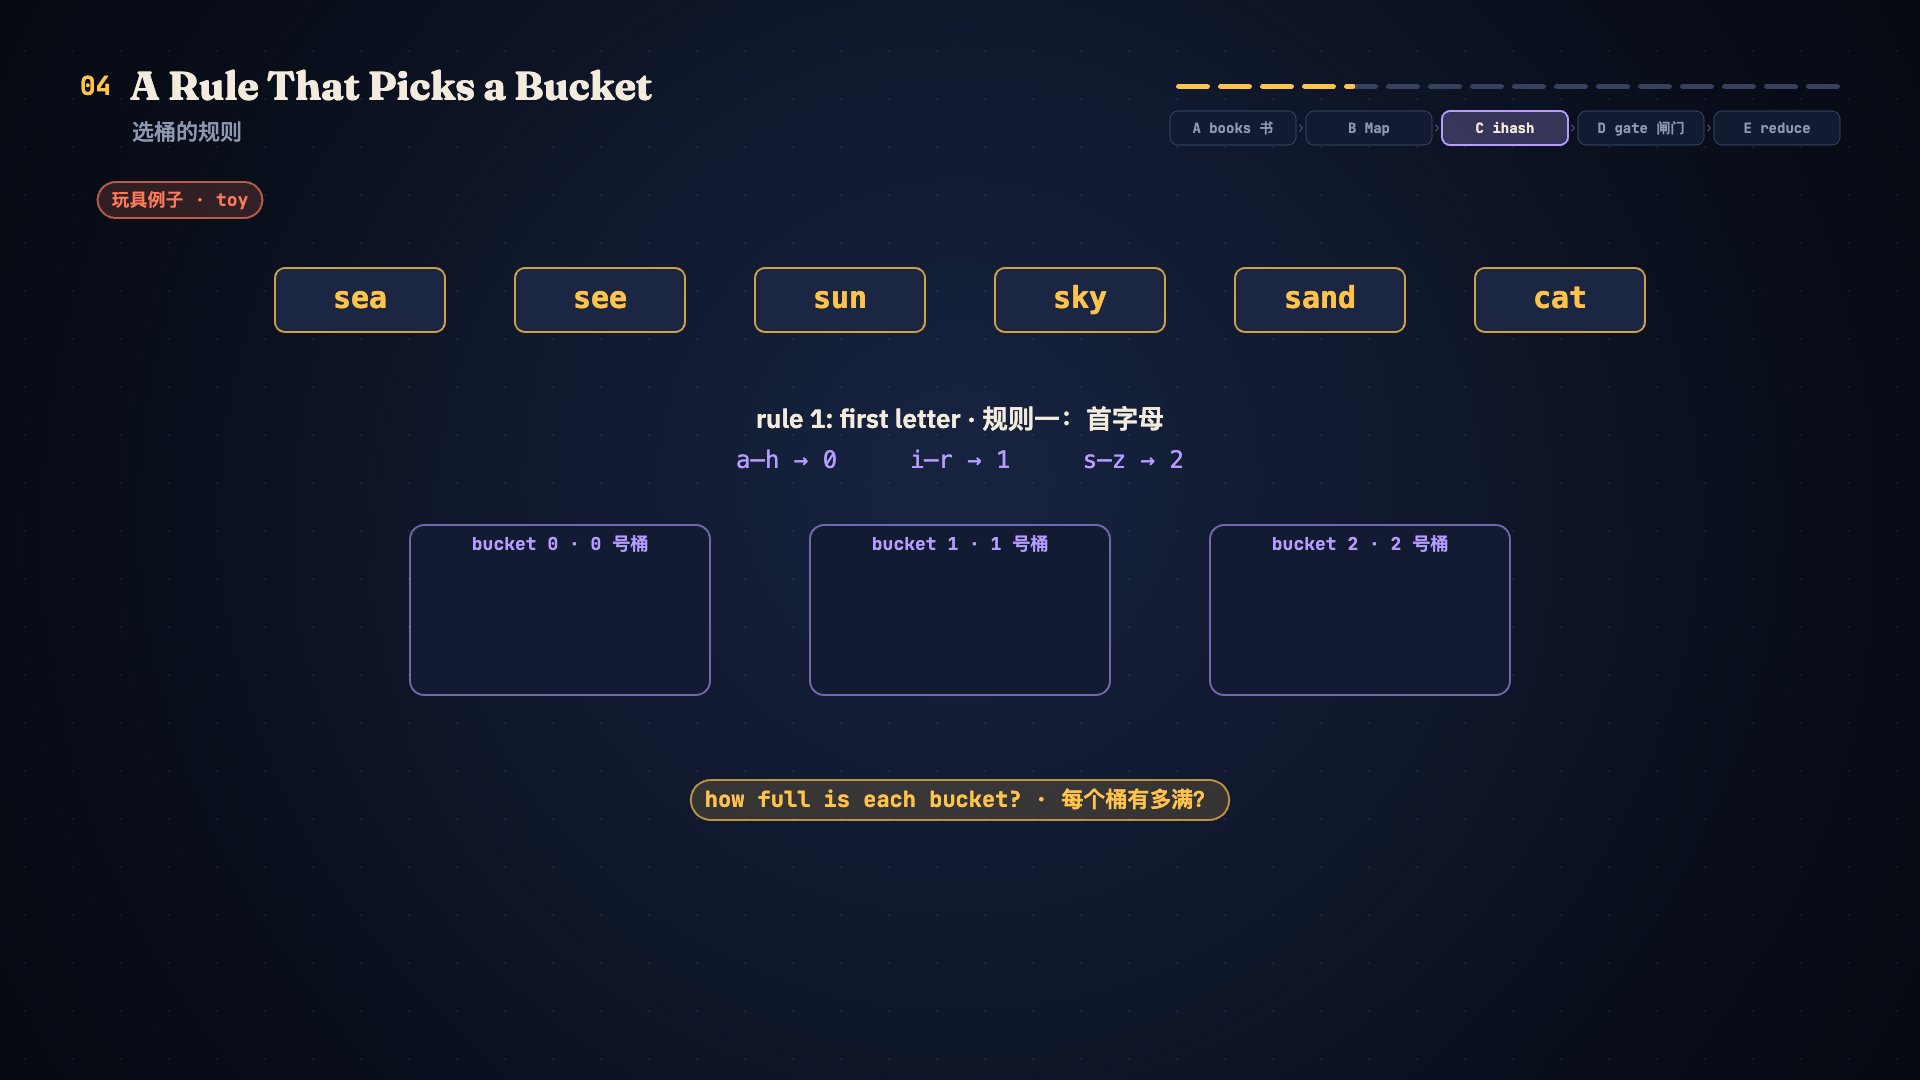 04 A Rule That Picks a Bucket
选桶的规则
A books 书 › B Map › C ihash › D gate 闸门 › E reduce
玩具例子 · toy
sea see sun sky sand cat
rule 1: first letter · 规则一：首字母
a—h → 0 i—r → 1 s—z → 2
bucket 0 · 0 号桶 bucket 1 · 1 号桶 bucket 2 · 2 号桶
how full is each bucket? · 每个桶有多满?